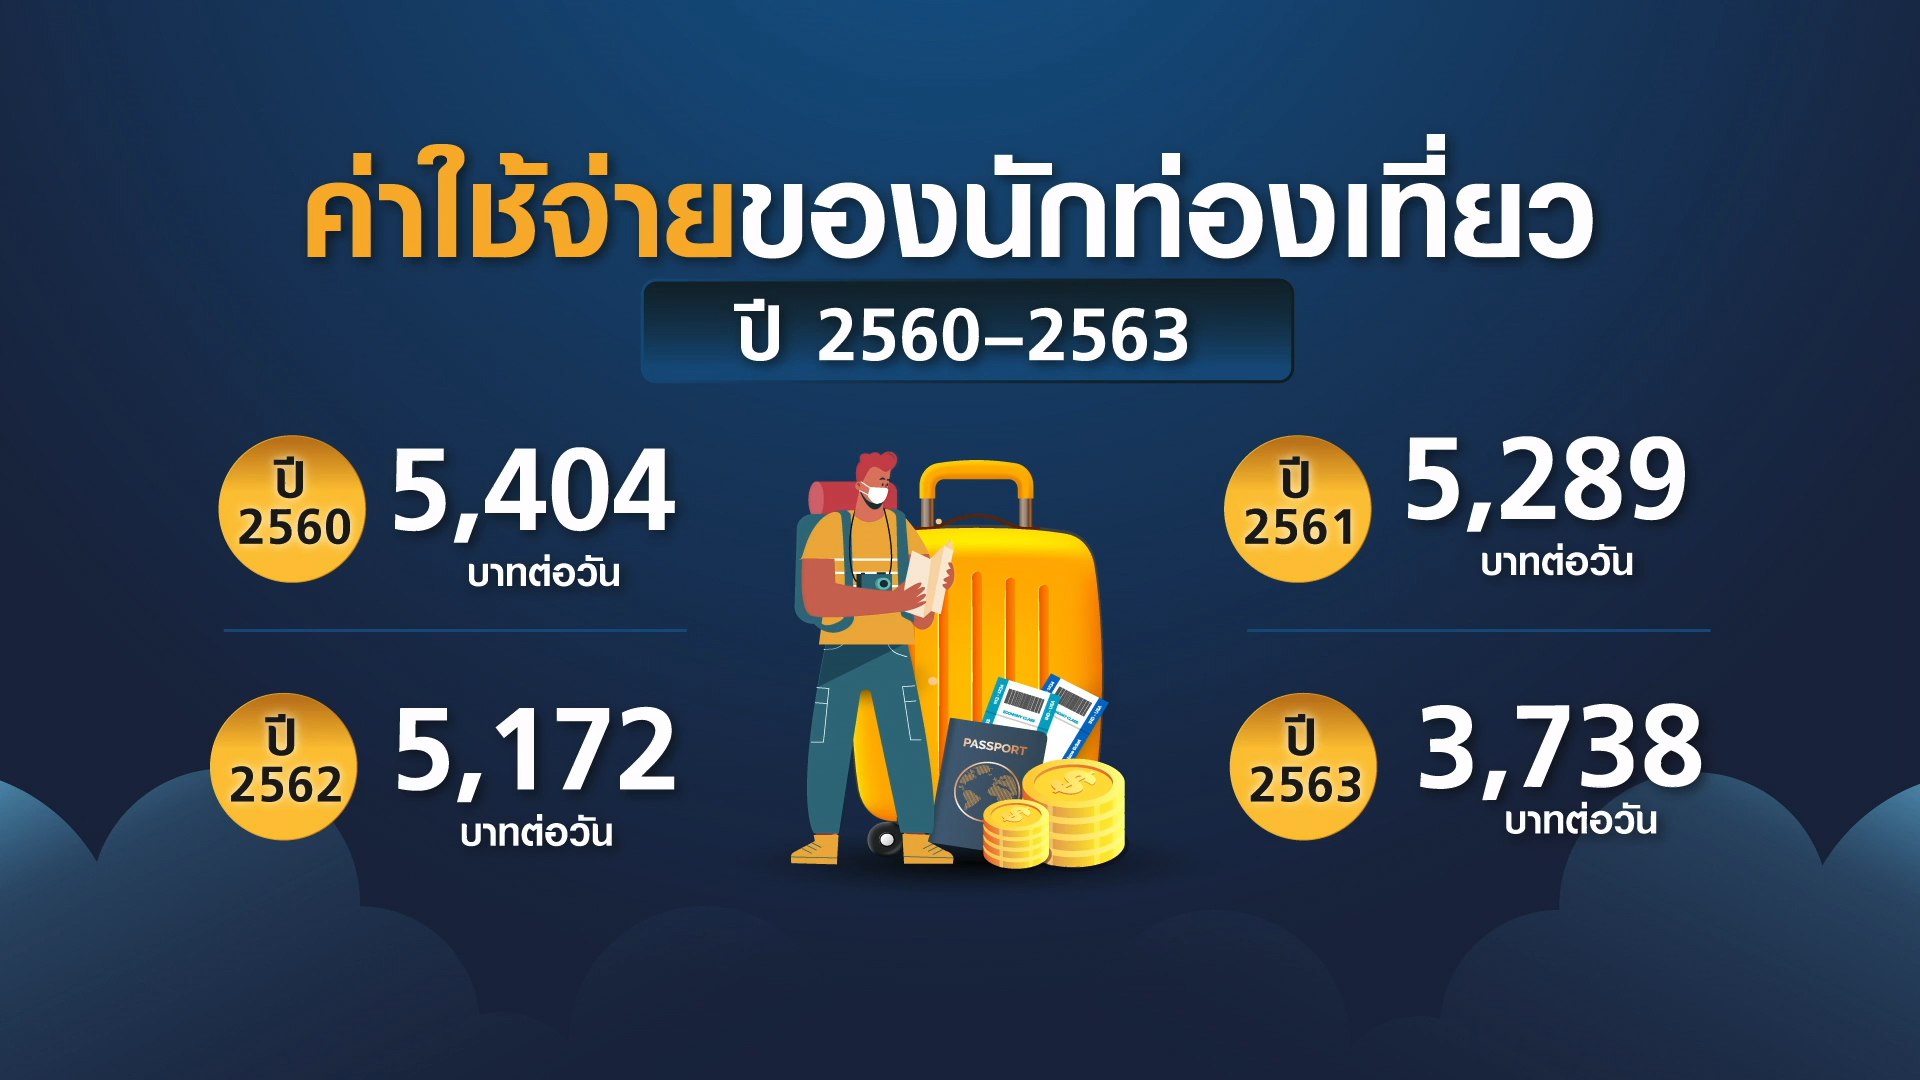 ค่าใช้จ่ายของนักท่องเที่ยว
ปี 2560–2563
ปี
2560
5,404
บาทต่อวัน
ปี
2561
5,289
บาทต่อวัน
ปี
2562
5,172
บาทต่อวัน
ปี
2563
3,738
บาทต่อวัน
PASSPORT
ECONOMY CLASS